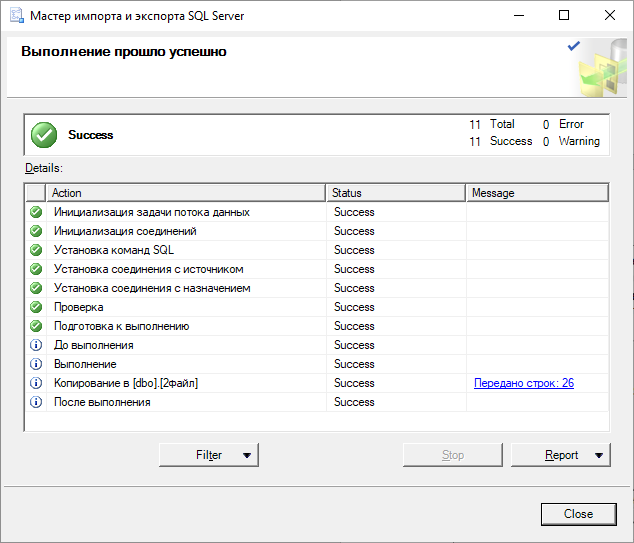 Мастер импорта и экспорта SQL Server
Выполнение прошло успешно
Success
11 Total 0 Error
11 Success 0 Warning
Details:
Action Status Message
Инициализация задачи потока данных Success
Инициализация соединений Success
Установка команд SQL Success
Установка соединения с источником Success
Установка соединения с назначением Success
Проверка Success
Подготовка к выполнению Success
До выполнения Success
Выполнение Success
Копирование в [dbo].[2файл] Success Передано строк: 26
После выполнения Success
Filter Stop Report
Close